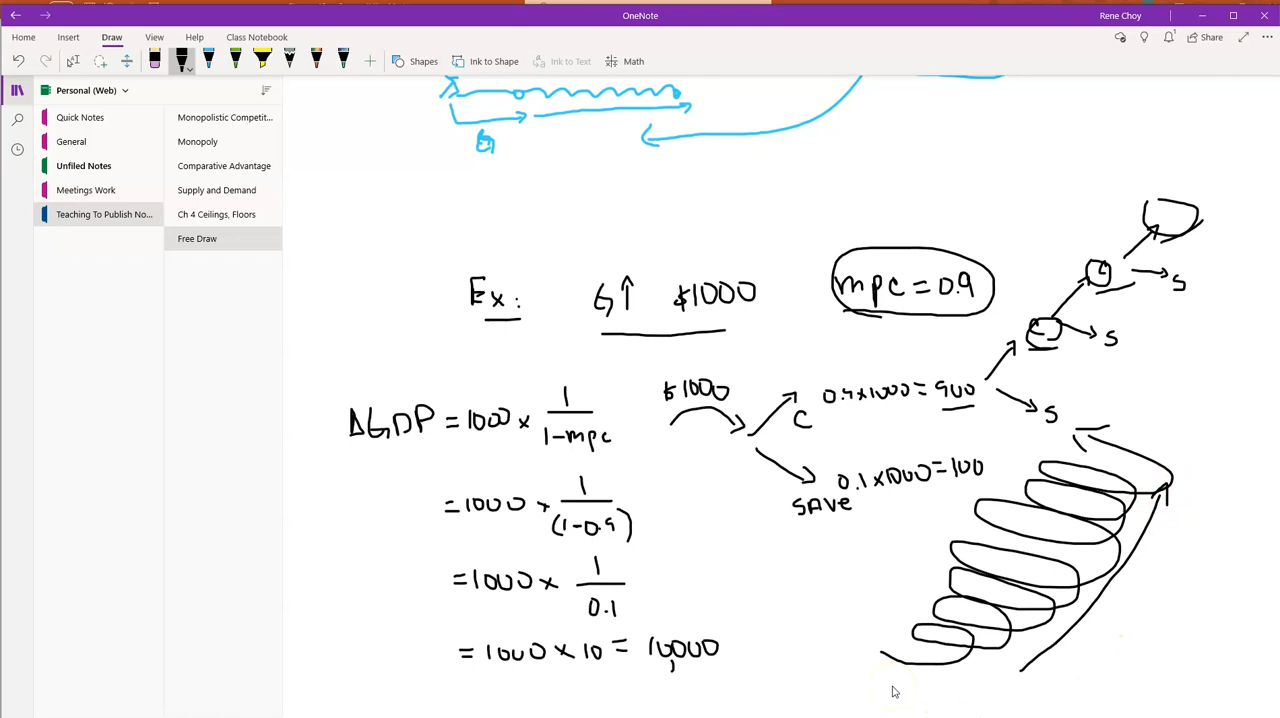 OneNote
Rene Choy
Home Insert Draw View Help Class Notebook
Shapes Ink to Shape Ink to Text Math
Share
Personal (Web)
Quick Notes
General
Unfiled Notes
Meetings Work
Teaching To Publish No...
Monopolistic Competit...
Monopoly
Comparative Advantage
Supply and Demand
Ch 4 Ceilings, Floors
Free Draw
G
Ex: G↑ $1000 mpc = 0.9
C S
C S
$1000 C 0.9x1000 = 900 S
SAVE 0.1 x 1000 = 100
ΔGDP = 1000 x 1/(1-mpc)
= 1000 x 1/(1-0.9)
= 1000 x 1/0.1
= 1000 x 10 = 10,000